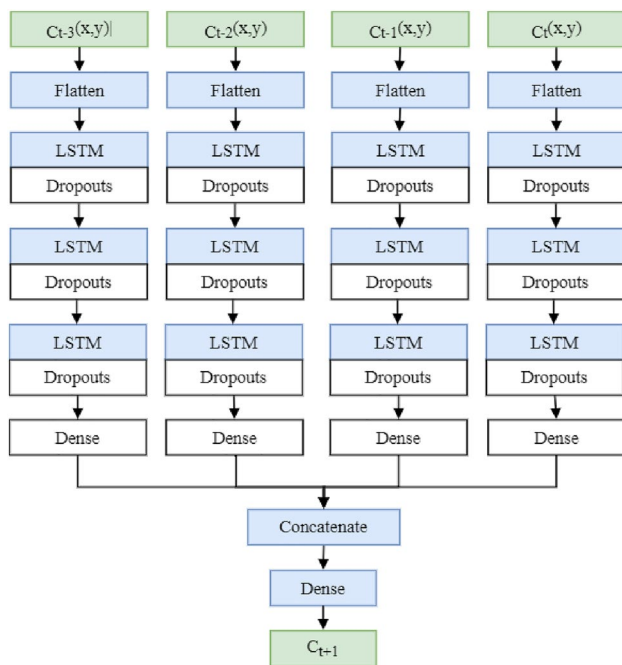 Ct-3(x,y)| Ct-2(x,y) Ct-1(x,y) Ct(x,y)
Flatten Flatten Flatten Flatten
LSTM LSTM LSTM LSTM
Dropouts Dropouts Dropouts Dropouts
LSTM LSTM LSTM LSTM
Dropouts Dropouts Dropouts Dropouts
LSTM LSTM LSTM LSTM
Dropouts Dropouts Dropouts Dropouts
Dense Dense Dense Dense
Concatenate
Dense
Ct+1